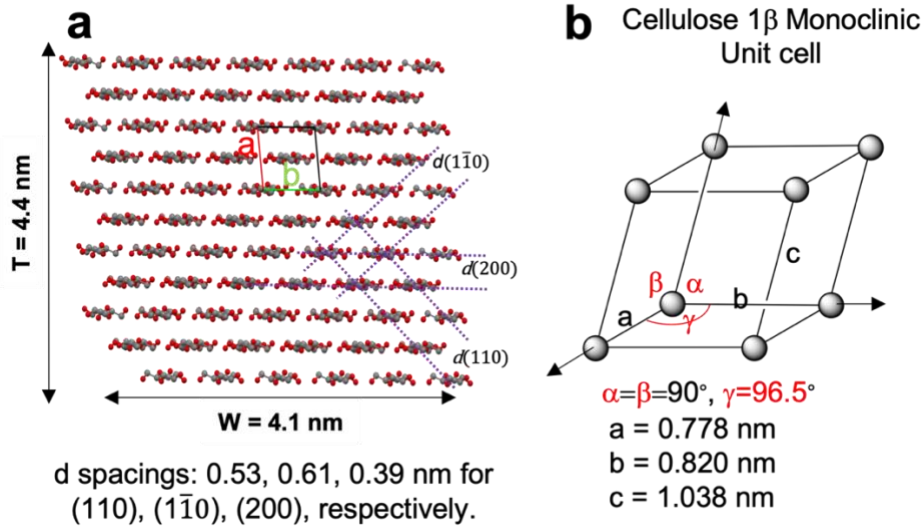 a
T = 4.4 nm
a
b
d(11̅0)
d(200)
d(110)
W = 4.1 nm
d spacings: 0.53, 0.61, 0.39 nm for
(110), (11̅0), (200), respectively.
b Cellulose 1β Monoclinic
Unit cell
c
β α
a γ b
α=β=90°, γ=96.5°
a = 0.778 nm
b = 0.820 nm
c = 1.038 nm